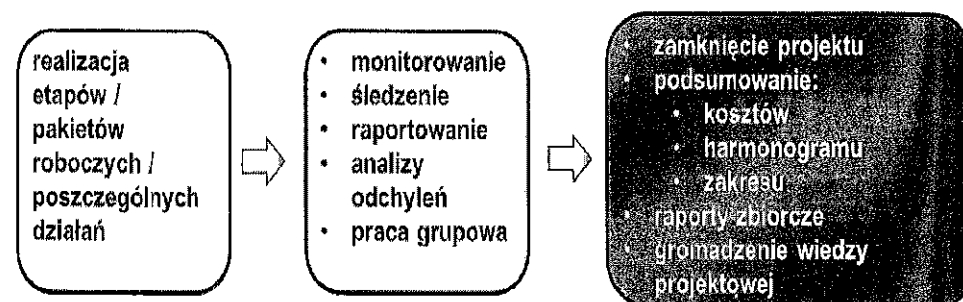 realizacja
etapów /
pakietów
roboczych /
poszczególnych
działań
• monitorowanie
• śledzenie
• raportowanie
• analizy
odchyleń
• praca grupowa
• zamknięcie projektu
• podsumowanie:
• kosztów
• harmonogramu
• zakresu
• raporty zbiorcze
• gromadzenie wiedzy
projektowej